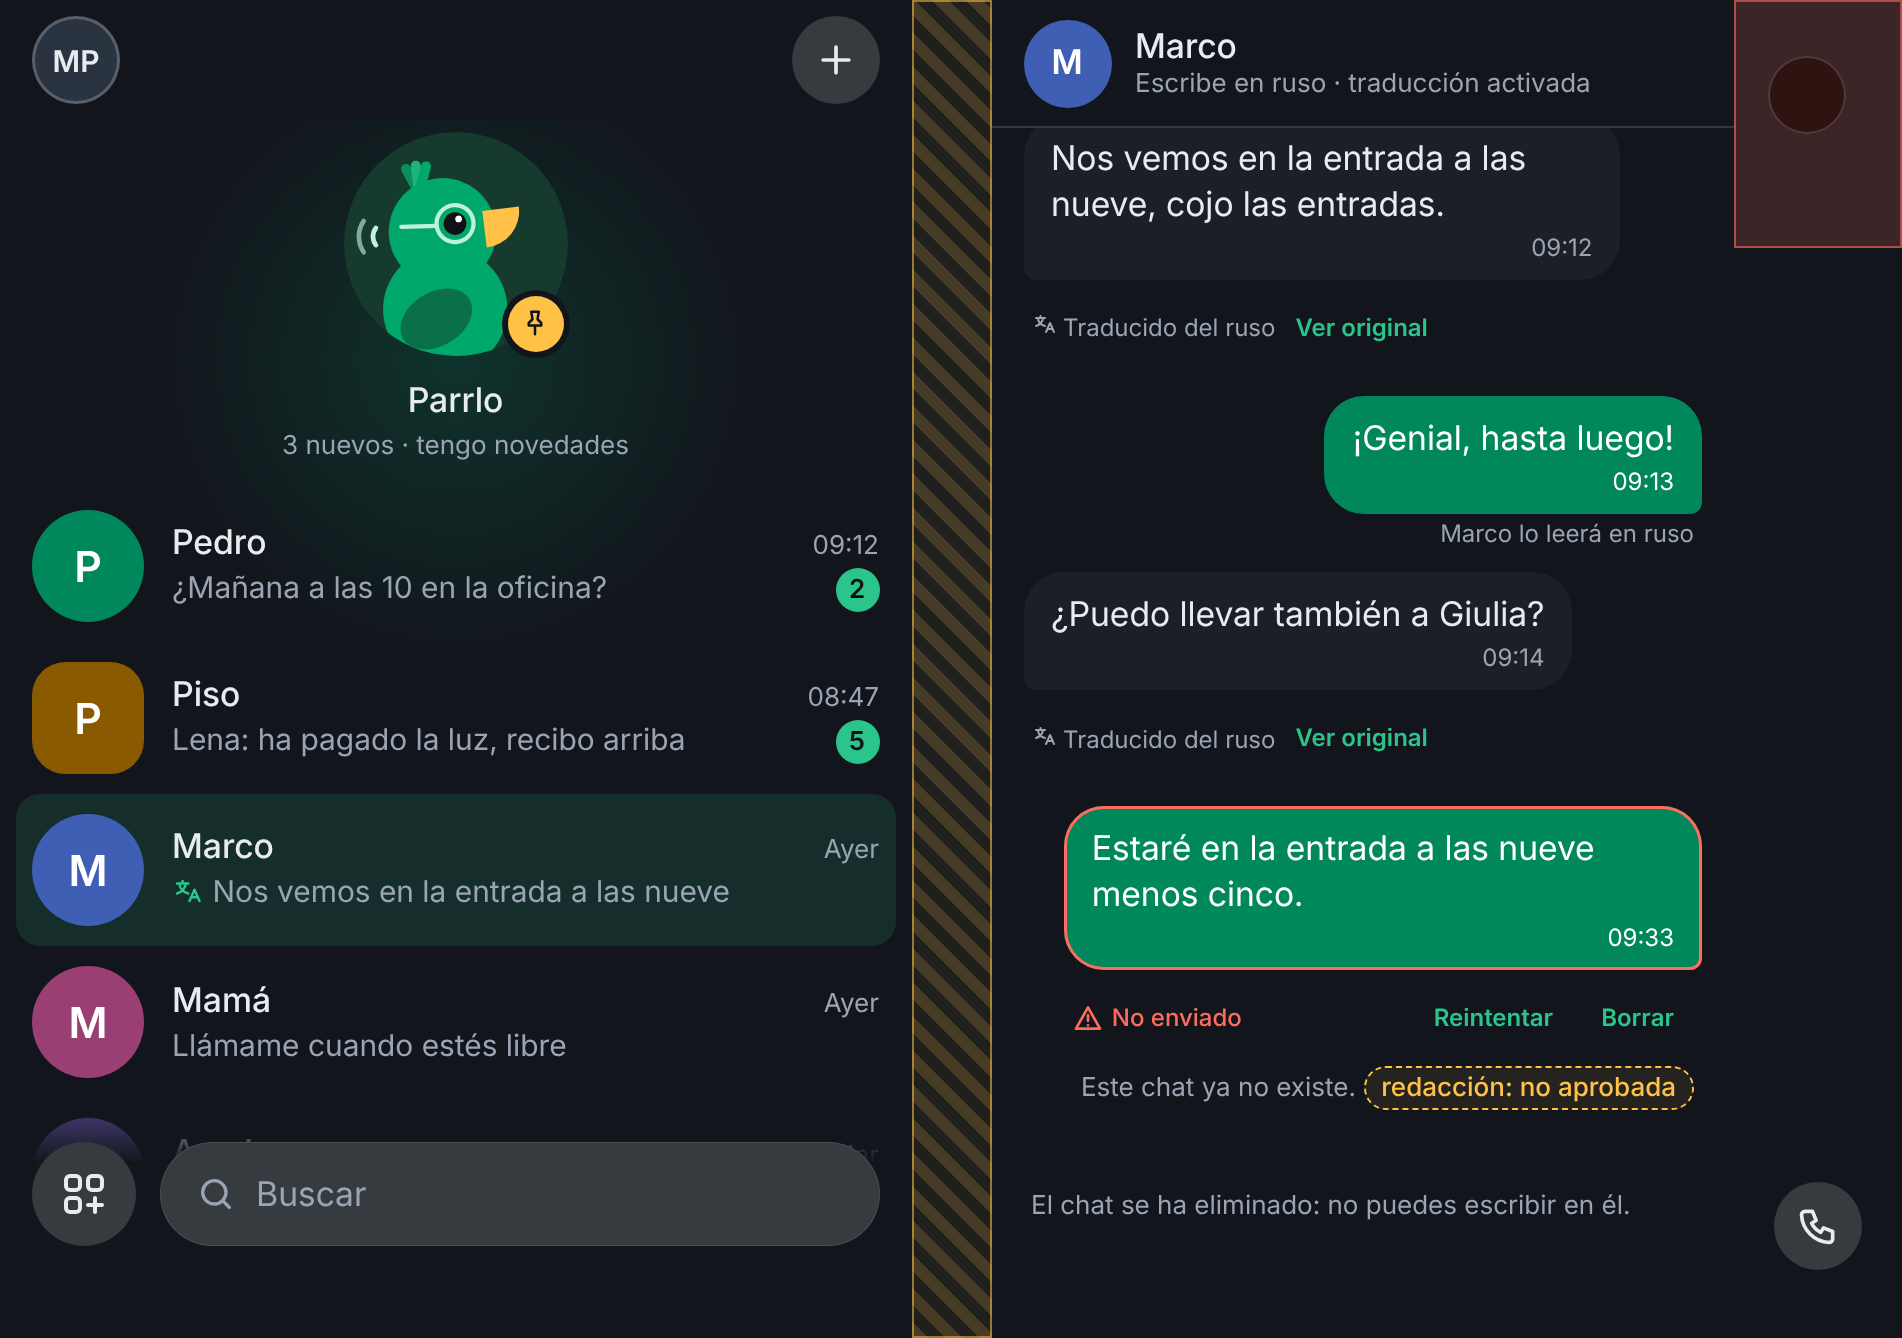 MP
Parrlo
3 nuevos · tengo novedades
P
Pedro
09:12
¿Mañana a las 10 en la oficina?
2
P
Piso
08:47
Lena: ha pagado la luz, recibo arriba
5
M
Marco
Ayer
Nos vemos en la entrada a las nueve
M
Mamá
Ayer
Llámame cuando estés libre
Buscar
M
Marco
Escribe en ruso · traducción activada
Nos vemos en la entrada a las
nueve, cojo las entradas.
09:12
Traducido del ruso Ver original
¡Genial, hasta luego!
09:13
Marco lo leerá en ruso
¿Puedo llevar también a Giulia?
09:14
Traducido del ruso Ver original
Estaré en la entrada a las nueve
menos cinco.
09:33
No enviado Reintentar Borrar
Este chat ya no existe. redacción: no aprobada
El chat se ha eliminado: no puedes escribir en él.